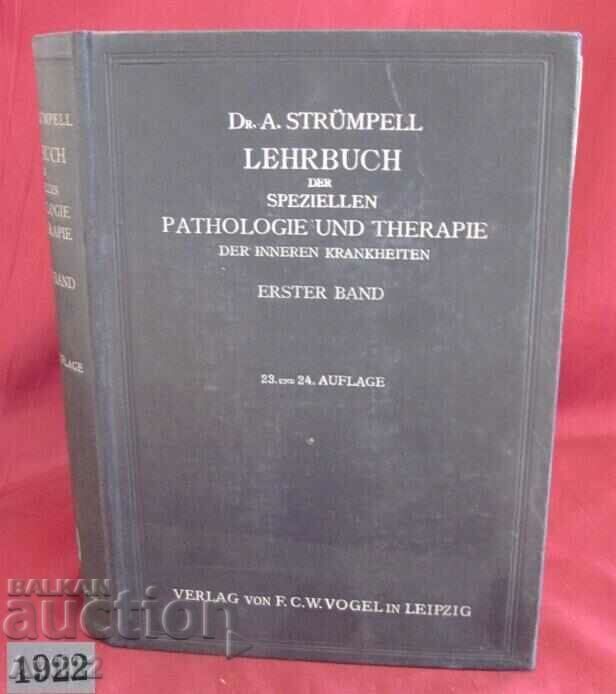 DR. A. STRÜMPELL
LEHRBUCH
DER
SPEZIELLEN
PATHOLOGIE UND THERAPIE
DER INNEREN KRANKHEITEN
ERSTER BAND
23. UND 24. AUFLAGE
VERLAG VON F. C. W. VOGEL IN LEIPZIG
BALKAN
auction
1922